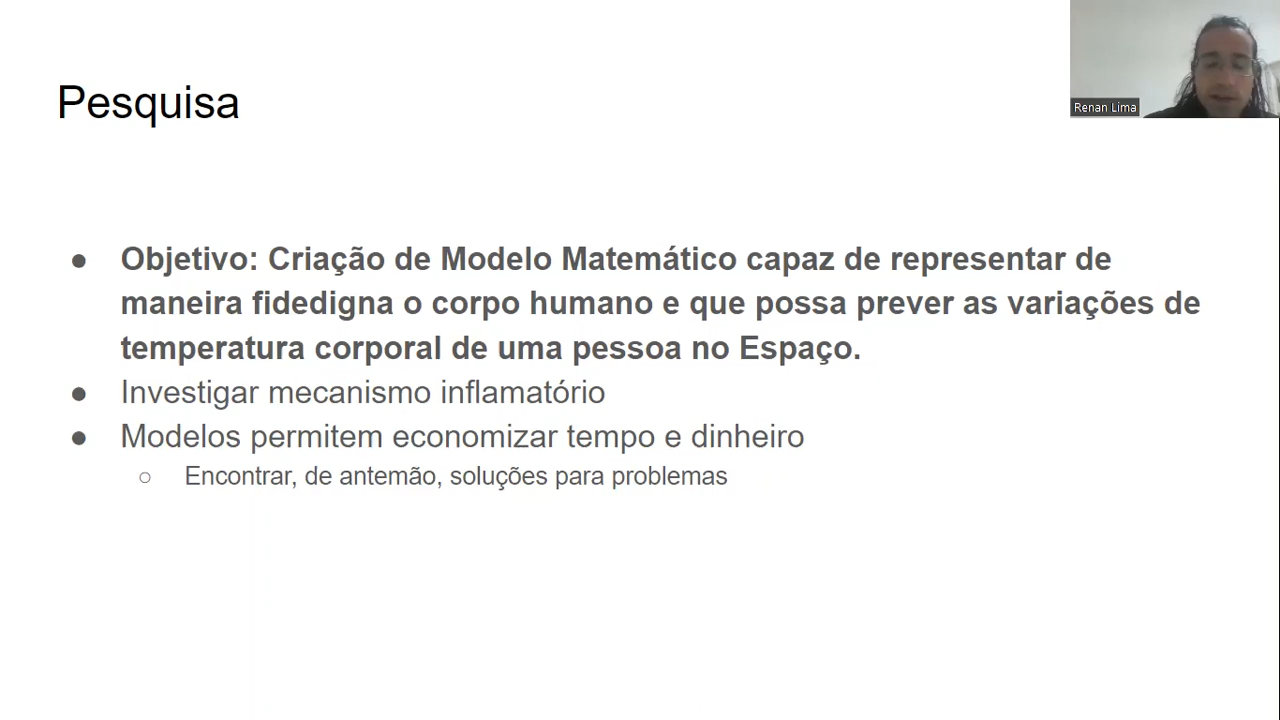 Pesquisa
Renan Lima
● Objetivo: Criação de Modelo Matemático capaz de representar de
maneira fidedigna o corpo humano e que possa prever as variações de
temperatura corporal de uma pessoa no Espaço.
● Investigar mecanismo inflamatório
● Modelos permitem economizar tempo e dinheiro
○ Encontrar, de antemão, soluções para problemas